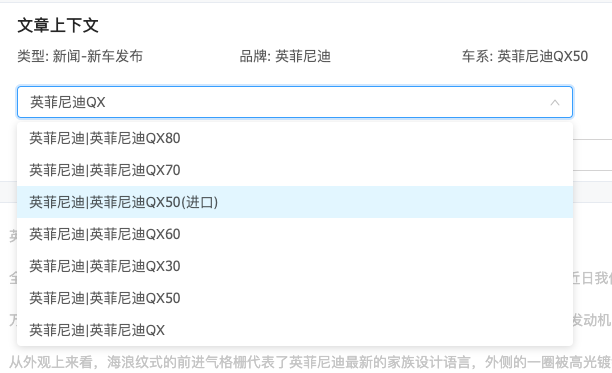 文章上下文
类型: 新闻-新车发布 品牌: 英菲尼迪 车系: 英菲尼迪QX50
英菲尼迪QX
英菲尼迪|英菲尼迪QX80
英菲尼迪|英菲尼迪QX70
英菲尼迪|英菲尼迪QX50(进口)
英菲尼迪|英菲尼迪QX60
英菲尼迪|英菲尼迪QX30
近日我
英菲尼迪|英菲尼迪QX50
发动机
英菲尼迪|英菲尼迪QX
从外观上来看，海浪纹式的前进气格栅代表了英菲尼迪最新的家族设计语言，外侧的一圈被高光镀